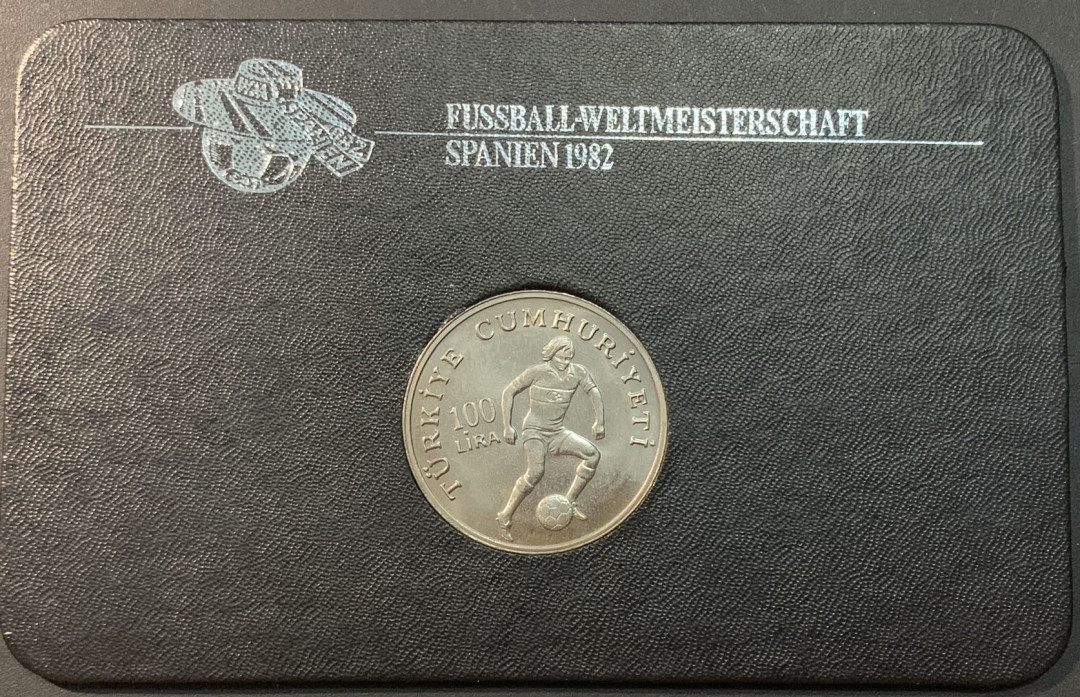 FUSSBALL-WELTMEISTERSCHAFT
SPANIEN 1982
TÜRKİYE CUMHURİYETİ
100
LİRA